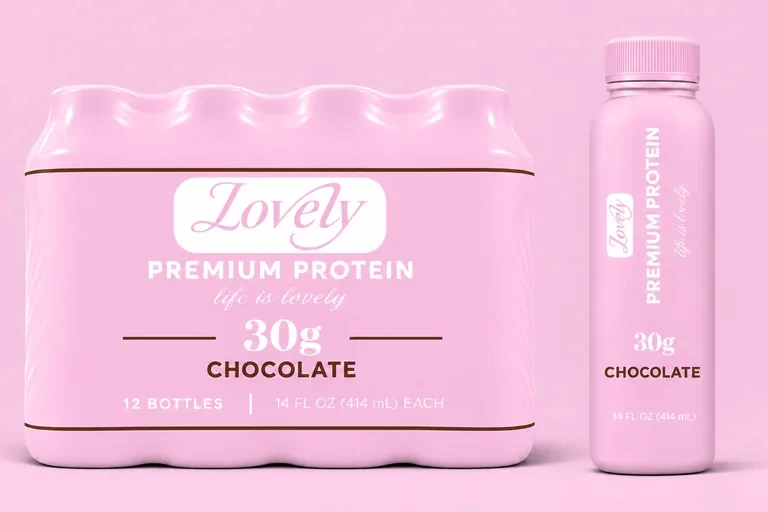 Lovely
PREMIUM PROTEIN
life is lovely
30g
CHOCOLATE
12 BOTTLES | 14 FL OZ (414 mL) EACH
Lovely
PREMIUM PROTEIN
life is lovely
30g
CHOCOLATE
14 FL OZ (414 mL)